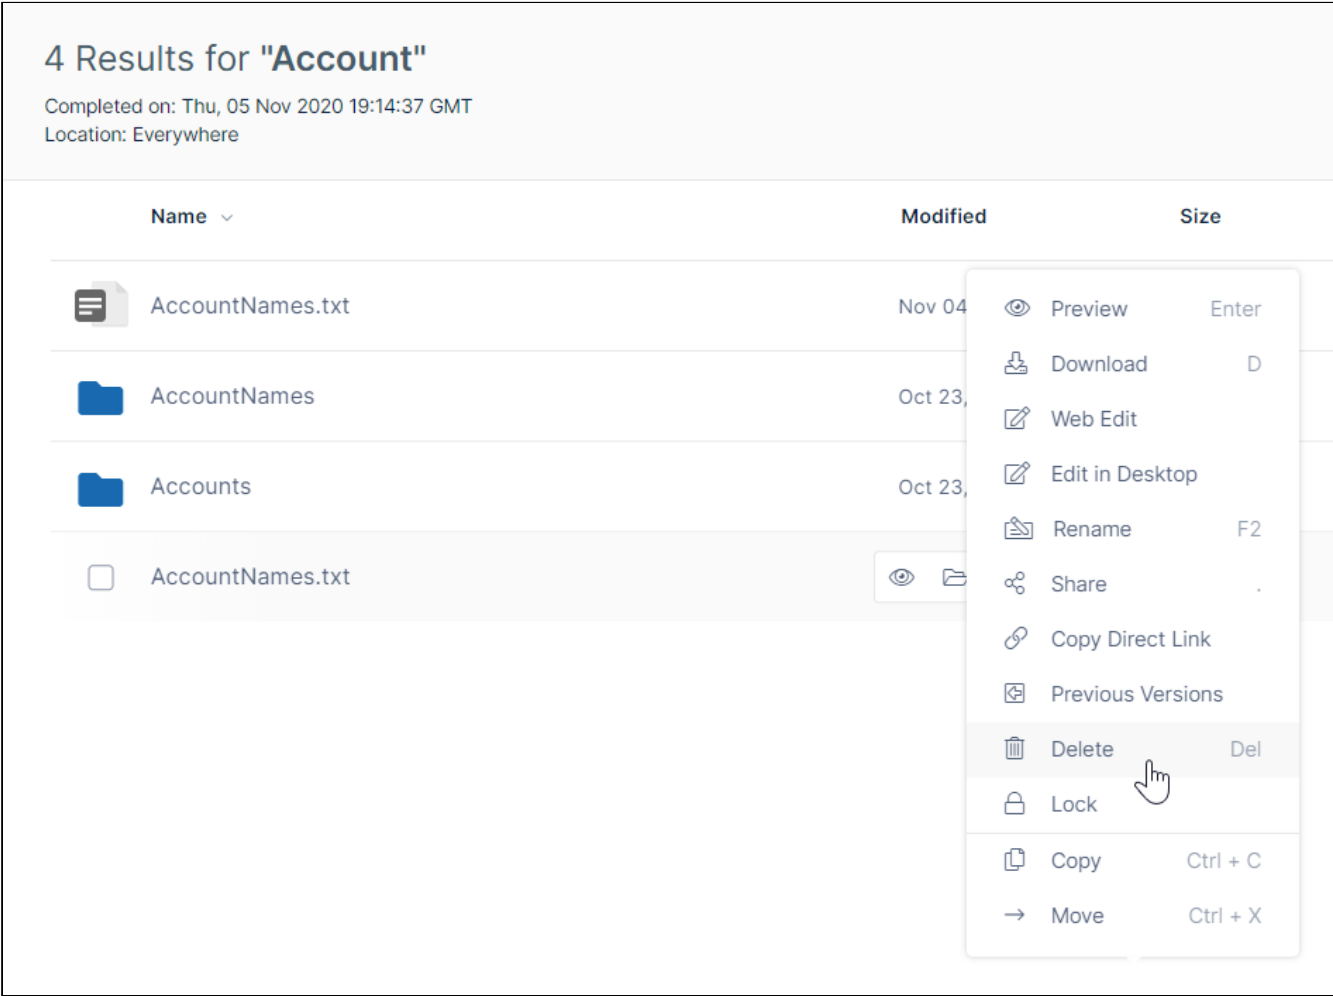 4 Results for "Account"
Completed on: Thu, 05 Nov 2020 19:14:37 GMT
Location: Everywhere
Name Modified Size
AccountNames.txt Nov 04
AccountNames Oct 23,
Accounts Oct 23,
AccountNames.txt
Preview Enter
Download D
Web Edit
Edit in Desktop
Rename F2
Share .
Copy Direct Link
Previous Versions
Delete Del
Lock
Copy Ctrl + C
Move Ctrl + X